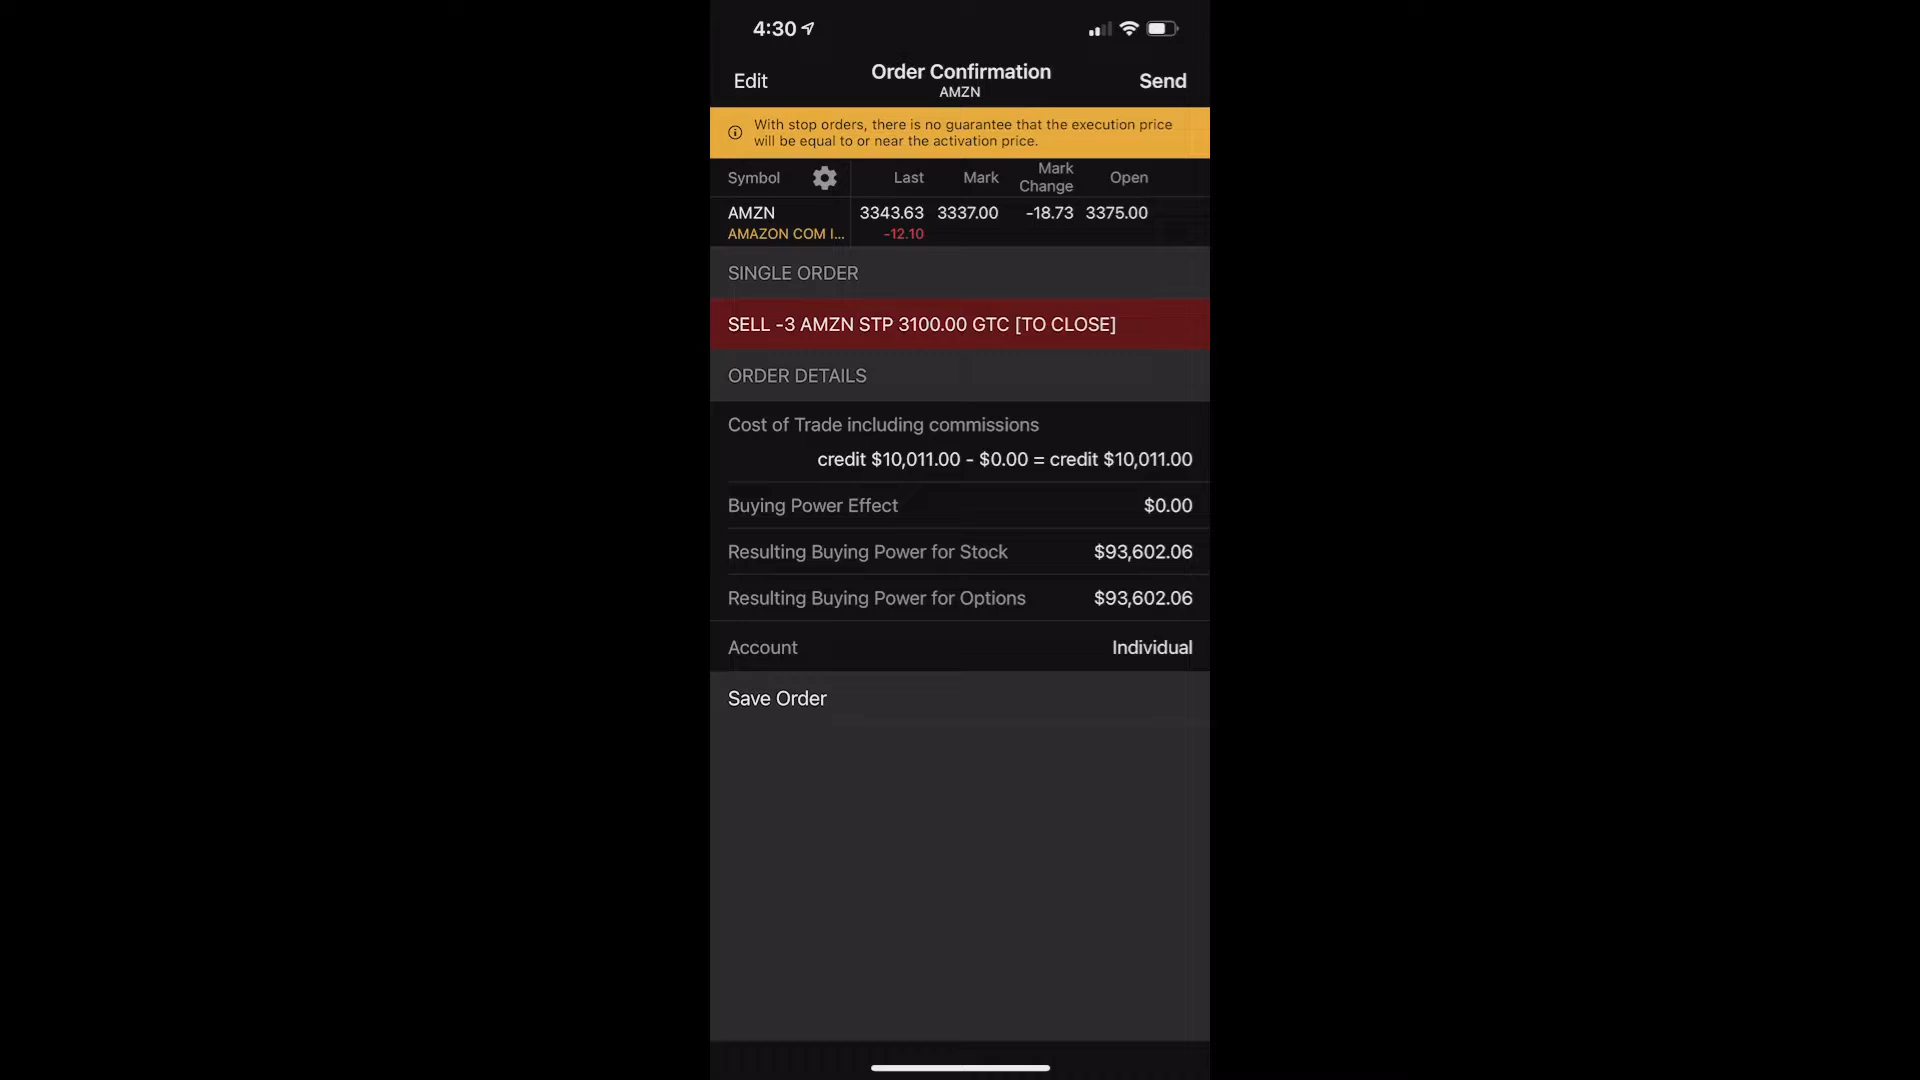 4:30
Edit
Order Confirmation
Send
AMZN
With stop orders, there is no guarantee that the execution price
will be equal to or near the activation price.
Symbol Last Mark Mark Change Open
AMZN 3343.63 3337.00 -18.73 3375.00
AMAZON COM I... -12.10
SINGLE ORDER
SELL -3 AMZN STP 3100.00 GTC [TO CLOSE]
ORDER DETAILS
Cost of Trade including commissions
credit $10,011.00 - $0.00 = credit $10,011.00
Buying Power Effect $0.00
Resulting Buying Power for Stock $93,602.06
Resulting Buying Power for Options $93,602.06
Account Individual
Save Order